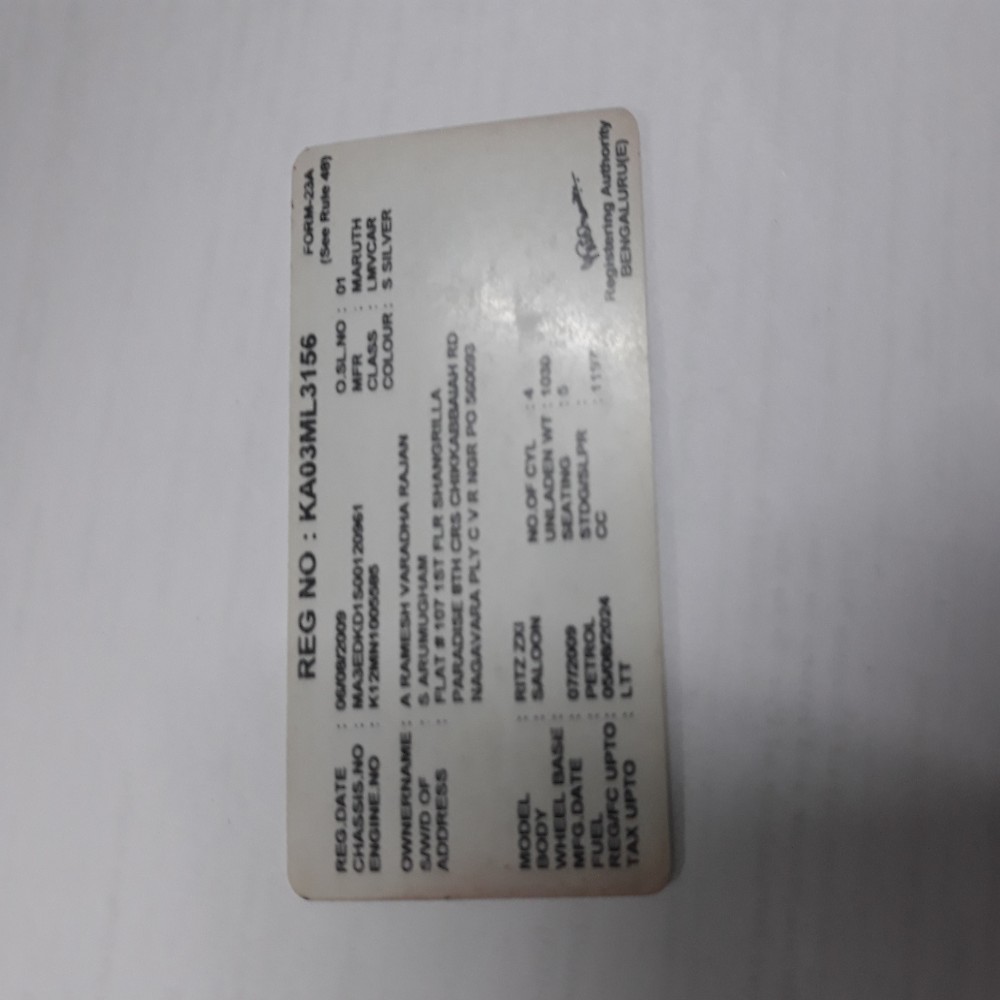 FORM-23A
(See Rule 48)
REG NO : KA03ML3156
REG.DATE : 06/08/2009 O.SL.NO : 01
CHASSIS.NO : MA3EDKD1S00120961 MFR : MARUTH
ENGINE.NO : K12MN1005585 CLASS : LMVCAR
COLOUR : S SILVER
OWNERNAME : A RAMESH VARADHA RAJAN
S/W/D OF : S ARUMUGHAM
ADDRESS : FLAT # 107 1ST FLR SHANGRILLA
PARADISE 8TH CRS CHIKKABBAIAH RD
NAGAVARA PLY C V R NGR PO 560093
MODEL : RITZ ZXI NO.OF CYL : 4
BODY : SALOON UNLADEN WT : 1030
WHEEL BASE : SEATING : 5
MFG.DATE : 07/2009 STDG/SLPR :
FUEL : PETROL CC : 1197
REG/FC UPTO : 05/08/2024
TAX UPTO : LTT
Registering Authority
BENGALURU(E)